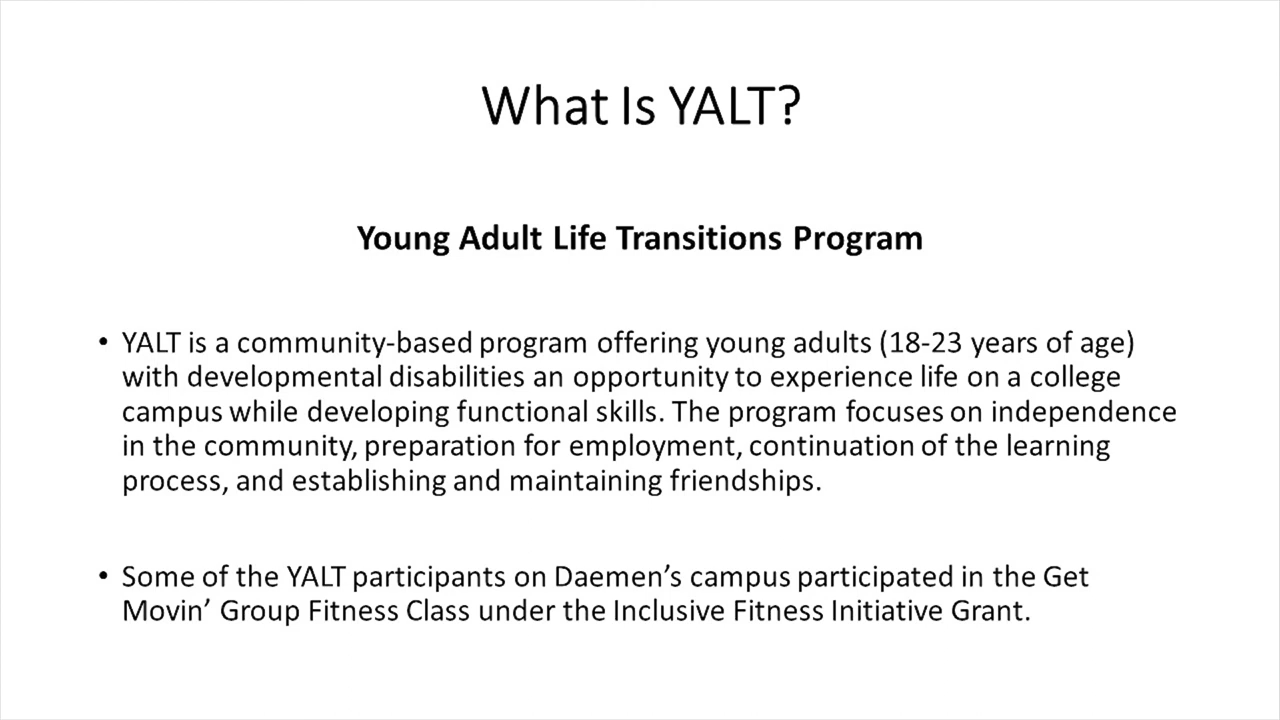 What Is YALT?
Young Adult Life Transitions Program
• YALT is a community-based program offering young adults (18-23 years of age)
with developmental disabilities an opportunity to experience life on a college
campus while developing functional skills. The program focuses on independence
in the community, preparation for employment, continuation of the learning
process, and establishing and maintaining friendships.
• Some of the YALT participants on Daemen’s campus participated in the Get
Movin’ Group Fitness Class under the Inclusive Fitness Initiative Grant.